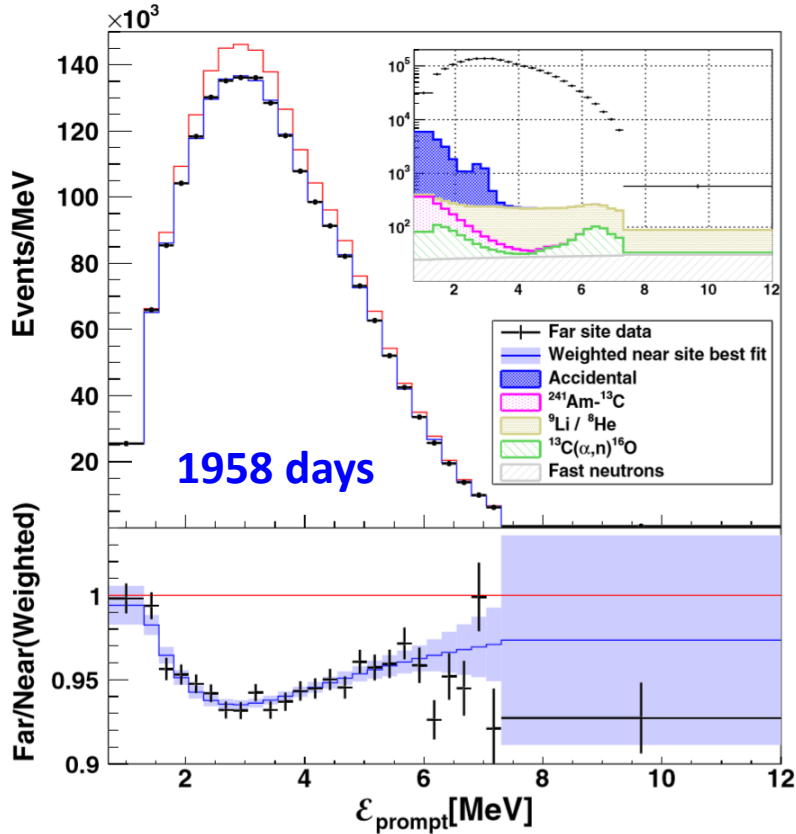 ×10³
140
120
100
80
60
40
20
Events/MeV
1958 days
10⁵
10⁴
10³
10²
2 4 6 8 10 12
Far site data
Weighted near site best fit
Accidental
²⁴¹Am-¹³C
⁹Li / ⁸He
¹³C(α,n)¹⁶O
Fast neutrons
Far/Near(Weighted)
1
0.95
0.9
2 4 6 8 10 12
ℰprompt[MeV]